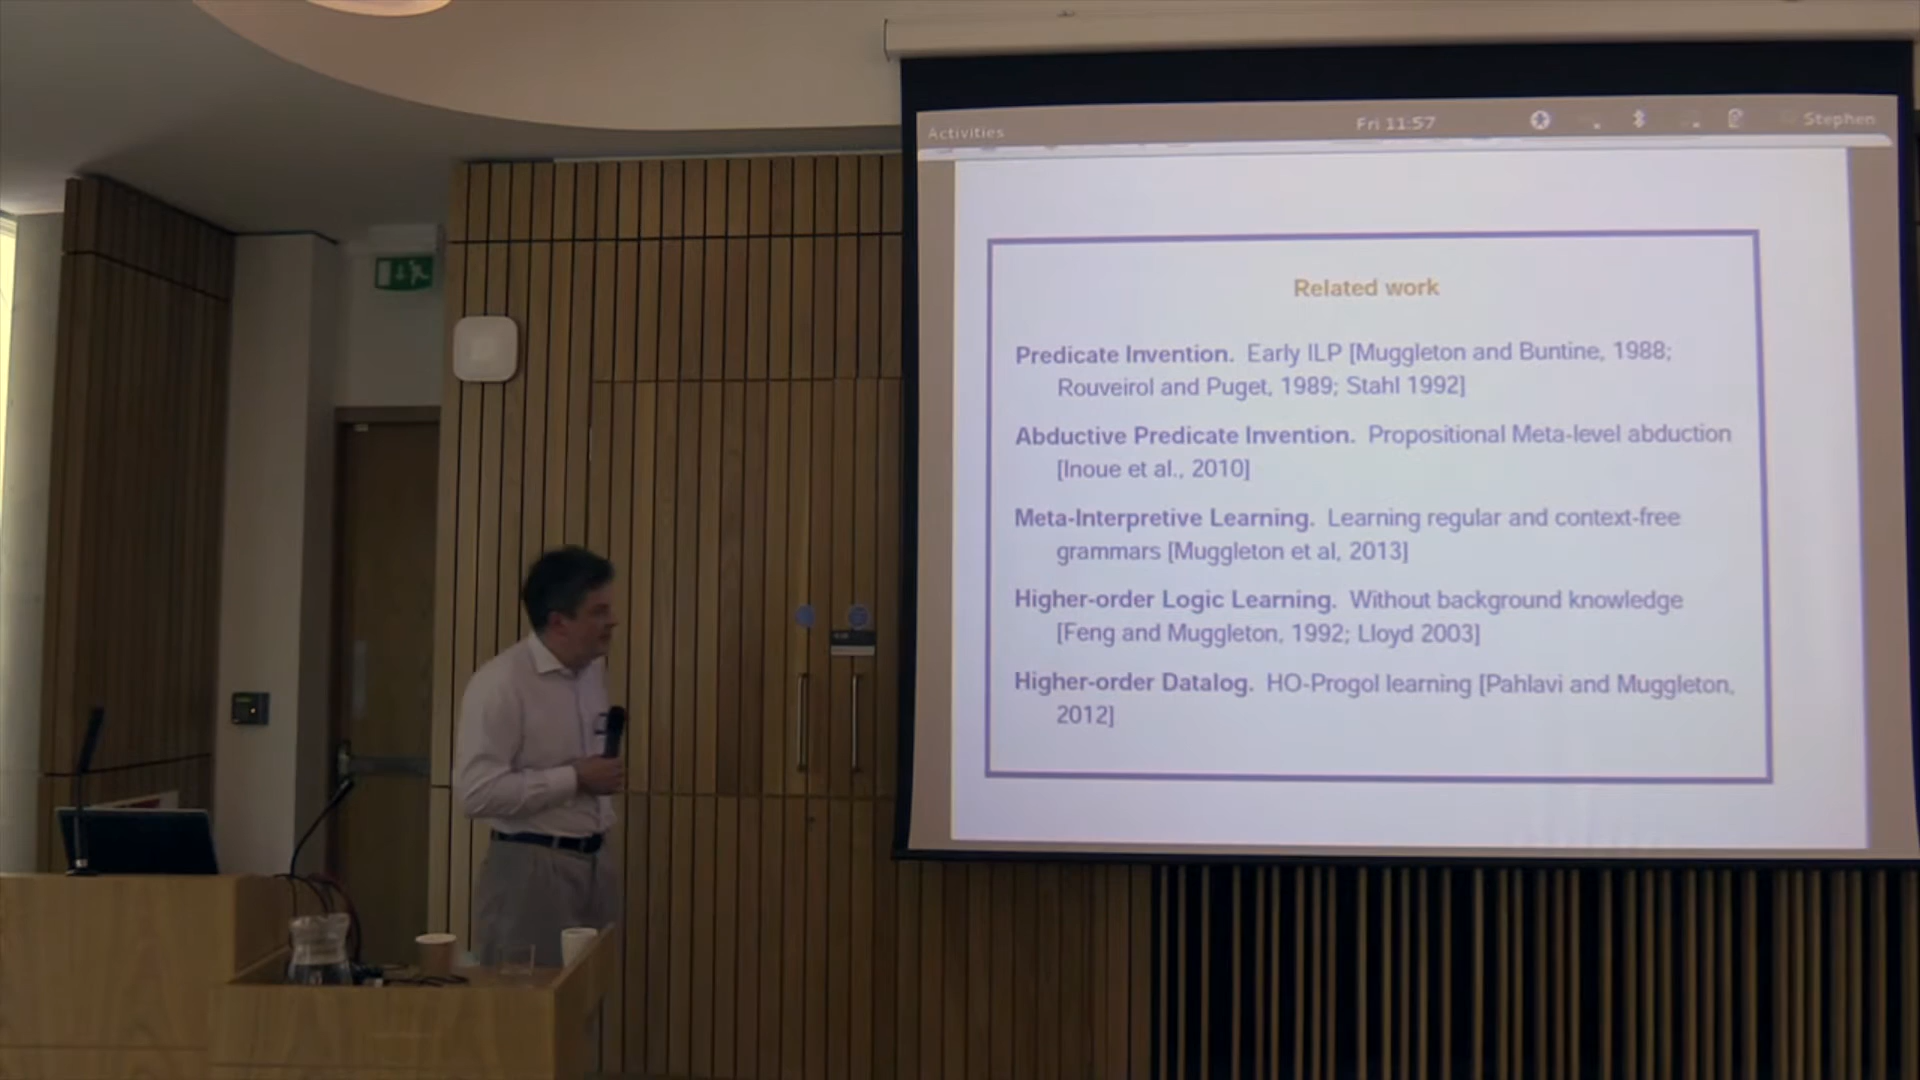 Activities
Fri 11:57
Stephen
Related work
Predicate Invention. Early ILP [Muggleton and Buntine, 1988;
Rouveirol and Puget, 1989; Stahl 1992]
Abductive Predicate Invention. Propositional Meta-level abduction
[Inoue et al., 2010]
Meta-Interpretive Learning. Learning regular and context-free
grammars [Muggleton et al, 2013]
Higher-order Logic Learning. Without background knowledge
[Feng and Muggleton, 1992; Lloyd 2003]
Higher-order Datalog. HO-Progol learning [Pahlavi and Muggleton,
2012]